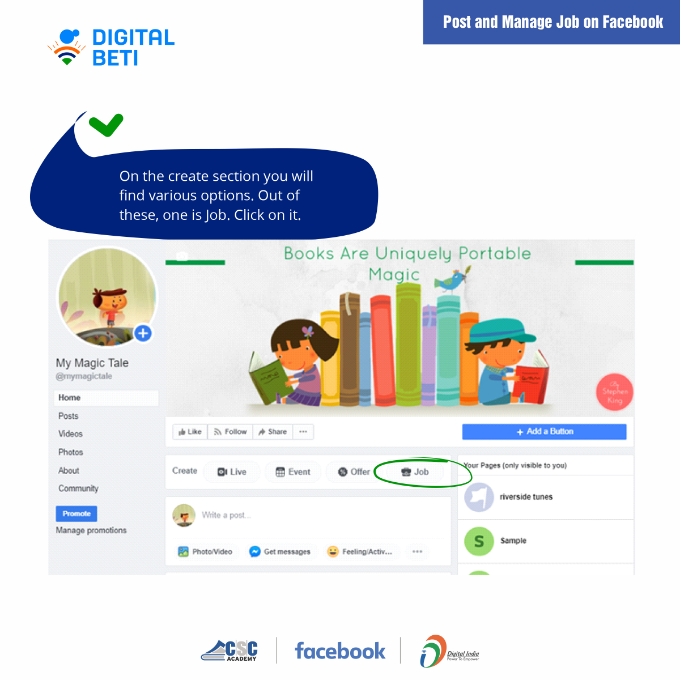 Post and Manage Job on Facebook
DIGITAL
BETI
On the create section you will
find various options. Out of
these, one is Job. Click on it.
Books Are Uniquely Portable
Magic
By
Stephen
King
My Magic Tale
@mymagictale
Home
Posts
Videos
Photos
About
Community
Promote
Manage promotions
Like
Follow
Share
...
+ Add a Button
Create
Live
Event
Offer
Job
Write a post...
Photo/Video
Get messages
Feeling/Activ...
...
Your Pages (only visible to you)
riverside tunes
S
Sample
CSC
ACADEMY
facebook
Digital India
Power To Empower